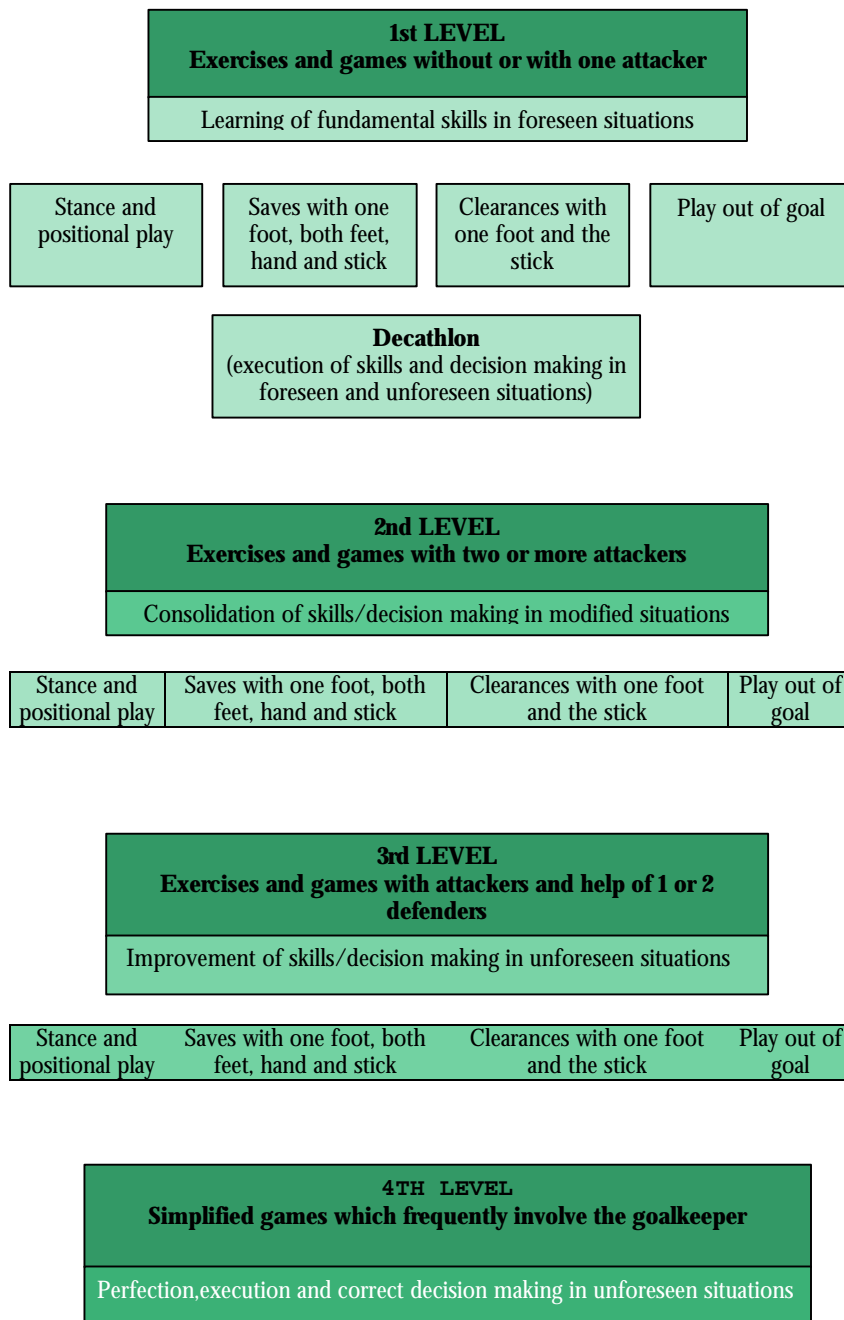 1st LEVEL
Exercises and games without or with one attacker
Learning of fundamental skills in foreseen situations
Stance and
positional play
Saves with one
foot, both feet,
hand and stick
Clearances with
one foot and the
stick
Play out of goal
Decathlon
(execution of skills and decision making in
foreseen and unforeseen situations)
2nd LEVEL
Exercises and games with two or more attackers
Consolidation of skills/decision making in modified situations
Stance and
positional play
Saves with one foot, both
feet, hand and stick
Clearances with one foot
and the stick
Play out of
goal
3rd LEVEL
Exercises and games with attackers and help of 1 or 2
defenders
Improvement of skills/decision making in unforeseen situations
Stance and
positional play
Saves with one foot, both
feet, hand and stick
Clearances with one foot
and the stick
Play out of
goal
4TH LEVEL
Simplified games which frequently involve the goalkeeper
Perfection,execution and correct decision making in unforeseen situations